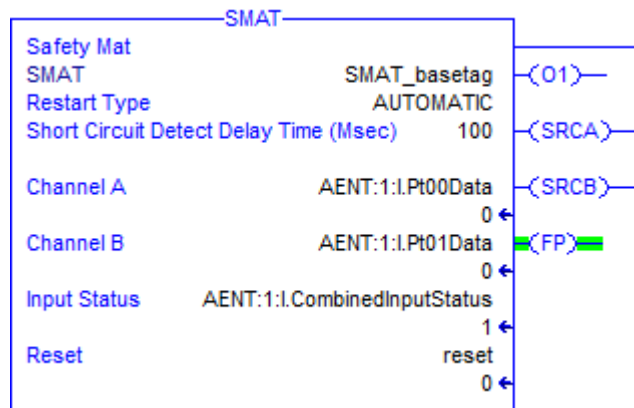 SMAT
Safety Mat
SMAT SMAT_basetag (O1)
Restart Type AUTOMATIC
Short Circuit Detect Delay Time (Msec) 100 (SRCA)
Channel A AENT:1:I.Pt00Data (SRCB)
0
Channel B AENT:1:I.Pt01Data (FP)
0
Input Status AENT:1:I.CombinedInputStatus
1
Reset reset
0